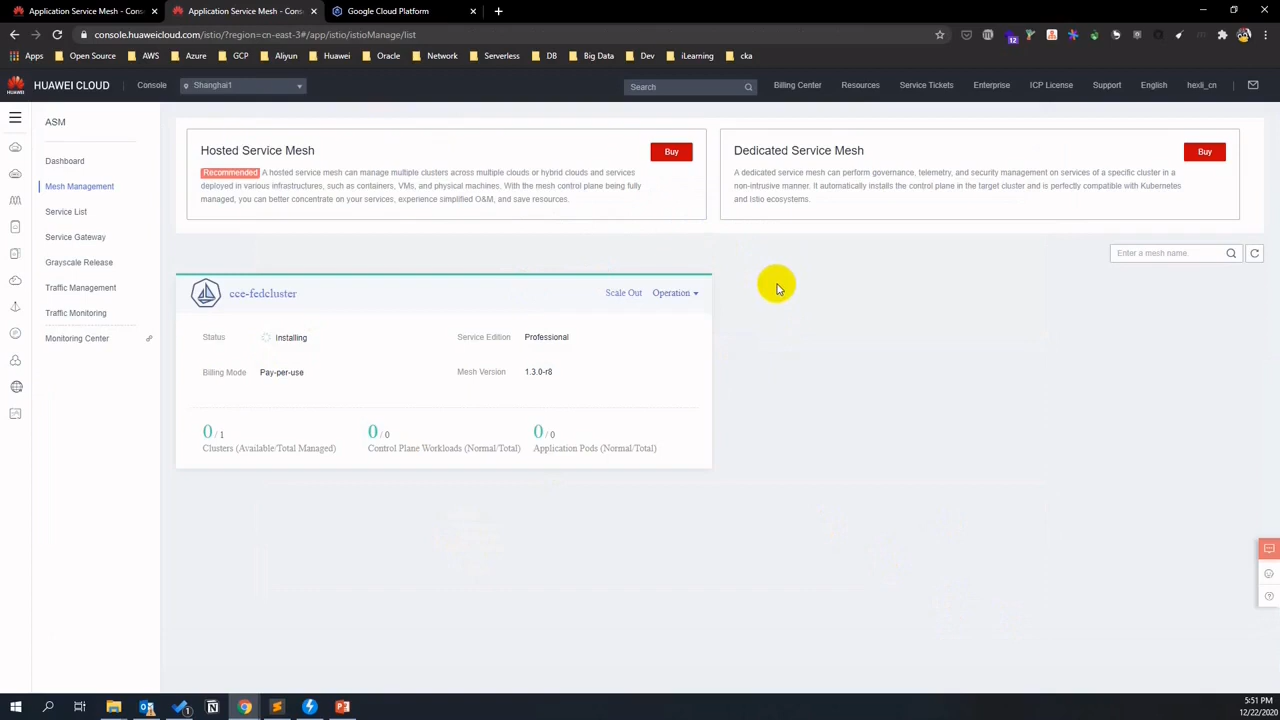 Application Service Mesh - Cons
Application Service Mesh - Cons
Google Cloud Platform
console.huaweicloud.com/istio/?region=cn-east-3#/app/istio/istioManage/list
12
Apps
Open Source
AWS
Azure
GCP
Aliyun
Huawei
Oracle
Network
Serverless
DB
Big Data
Dev
iLearning
cka
HUAWEI CLOUD
Console
Shanghai1
Search
Billing Center
Resources
Service Tickets
Enterprise
ICP License
Support
English
hexli_cn
ASM
Dashboard
Mesh Management
Service List
Service Gateway
Grayscale Release
Traffic Management
Traffic Monitoring
Monitoring Center
Hosted Service Mesh
Buy
Recommended A hosted service mesh can manage multiple clusters across multiple clouds or hybrid clouds and services
deployed in various infrastructures, such as containers, VMs, and physical machines. With the mesh control plane being fully
managed, you can better concentrate on your services, experience simplified O&M, and save resources.
Dedicated Service Mesh
Buy
A dedicated service mesh can perform governance, telemetry, and security management on services of a specific cluster in a
non-intrusive manner. It automatically installs the control plane in the target cluster and is perfectly compatible with Kubernetes
and Istio ecosystems.
Enter a mesh name.
cce-fedcluster
Scale Out
Operation
Status
Installing
Service Edition
Professional
Billing Mode
Pay-per-use
Mesh Version
1.3.0-r8
0 / 1
Clusters (Available/Total Managed)
0 / 0
Control Plane Workloads (Normal/Total)
0 / 0
Application Pods (Normal/Total)
5:51 PM
12/22/2020